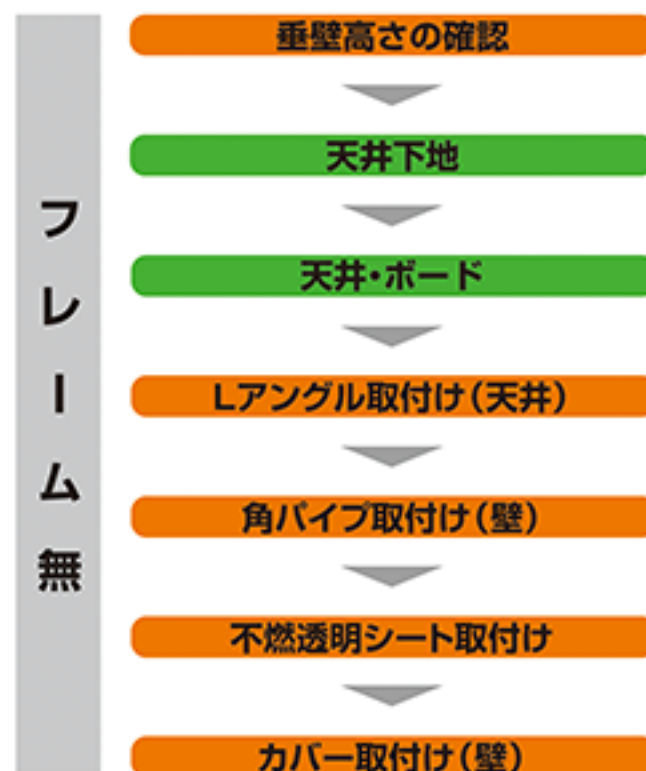 フレーム無
垂壁高さの確認
天井下地
天井・ボード
Lアングル取付け（天井）
角パイプ取付け（壁）
不燃透明シート取付け
カバー取付け（壁）